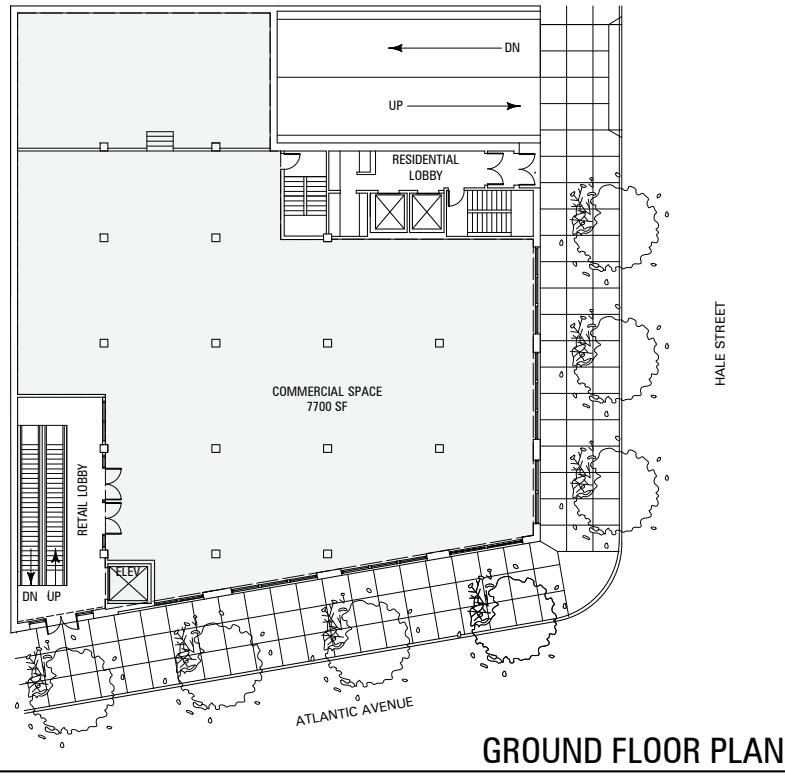 DN
UP
RESIDENTIAL
LOBBY
HALE STREET
COMMERCIAL SPACE
7700 SF
RETAIL LOBBY
ELEV
DN UP
ATLANTIC AVENUE
GROUND FLOOR PLAN